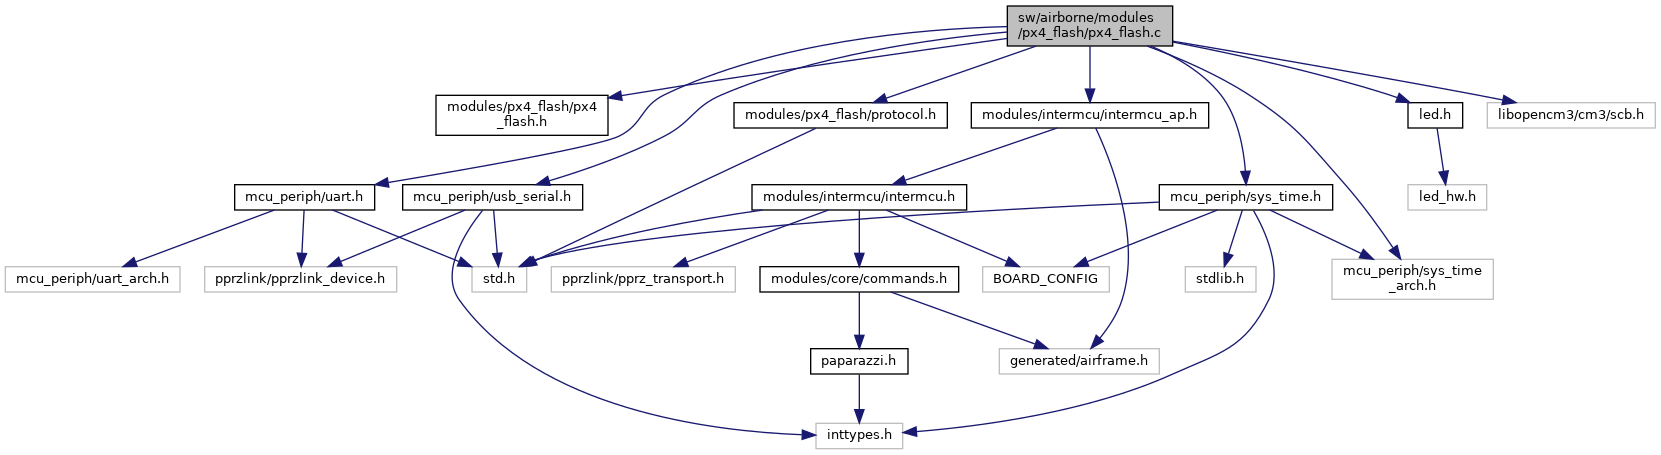 sw/airborne/modules
/px4_flash/px4_flash.c
modules/px4_flash/px4
_flash.h
modules/px4_flash/protocol.h
modules/intermcu/intermcu_ap.h
led.h
libopencm3/cm3/scb.h
mcu_periph/uart.h
mcu_periph/usb_serial.h
modules/intermcu/intermcu.h
mcu_periph/sys_time.h
led_hw.h
mcu_periph/uart_arch.h
pprzlink/pprzlink_device.h
std.h
pprzlink/pprz_transport.h
modules/core/commands.h
BOARD_CONFIG
stdlib.h
mcu_periph/sys_time
_arch.h
paparazzi.h
generated/airframe.h
inttypes.h